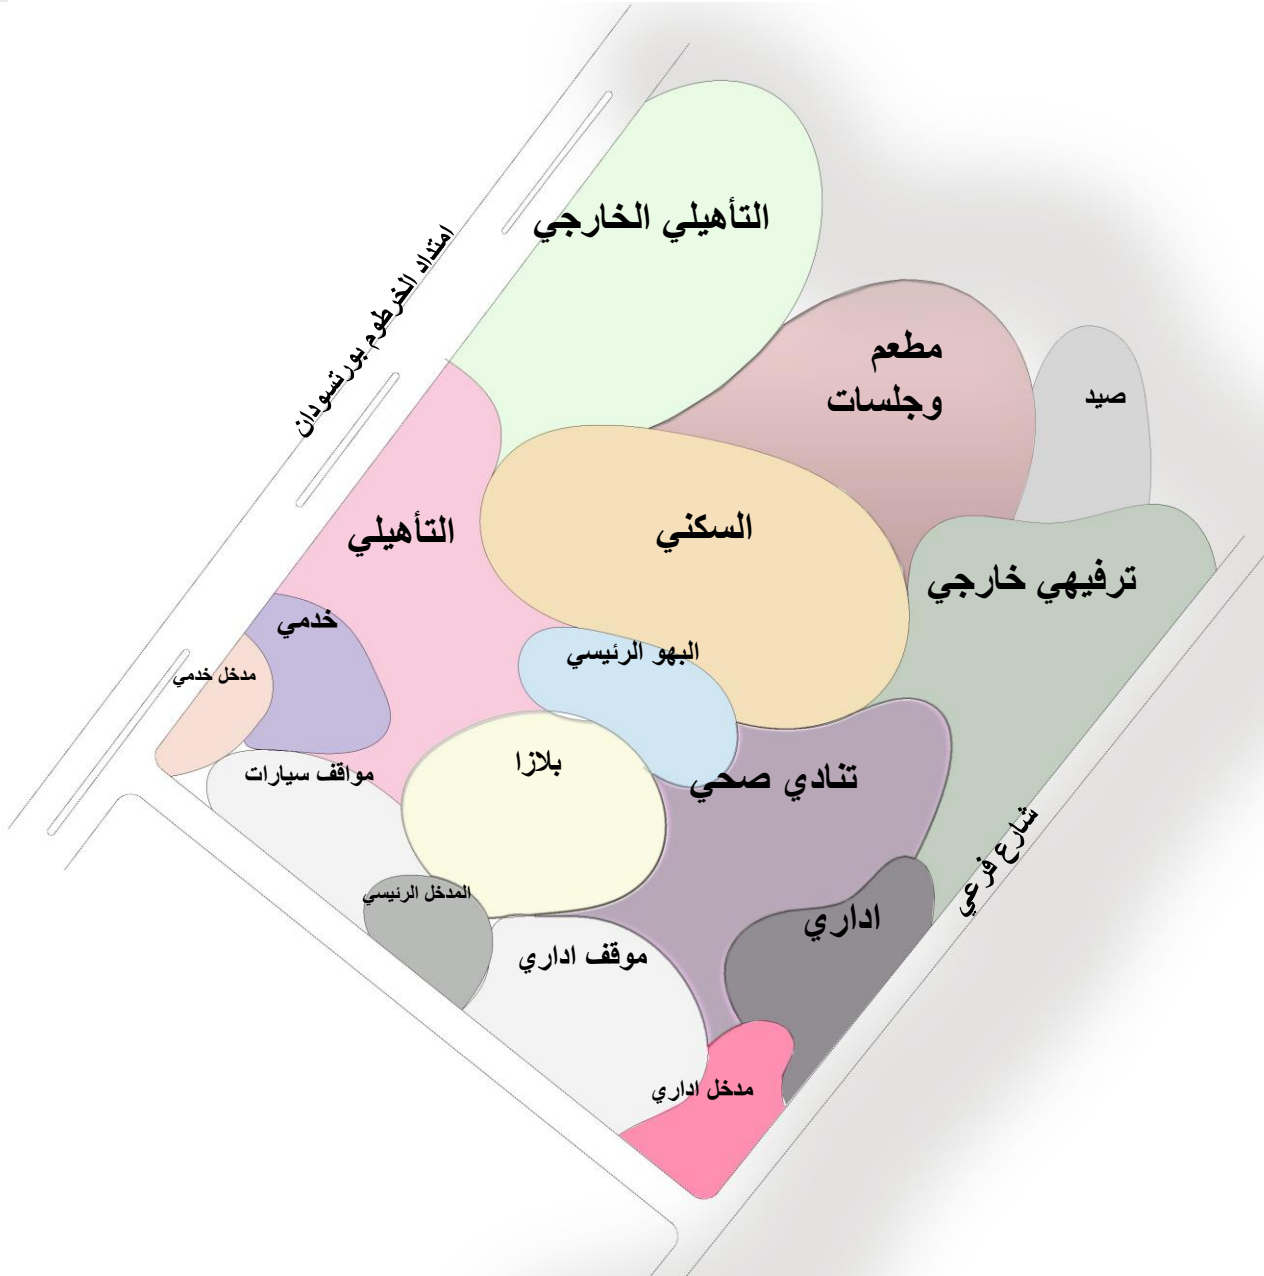 التأهيلي الخارجي
امتداد الخرطوم بورتسودان
مطعم
وجلسات
صيد
التأهيلي
السكني
ترفيهي خارجي
خدمي
البهو الرئيسي
مدخل خدمي
مواقف سيارات
بلازا
تنادي صحي
شارع فرعي
المدخل الرئيسي
اداري
موقف اداري
مدخل اداري